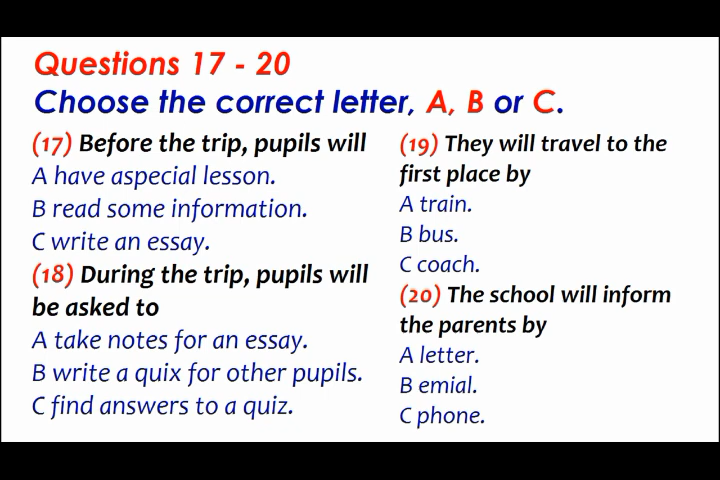 Questions 17 - 20
Choose the correct letter, A, B or C.
(17) Before the trip, pupils will
A have aspecial lesson.
B read some information.
C write an essay.
(18) During the trip, pupils will
be asked to
A take notes for an essay.
B write a quix for other pupils.
C find answers to a quiz.
(19) They will travel to the
first place by
A train.
B bus.
C coach.
(20) The school will inform
the parents by
A letter.
B emial.
C phone.